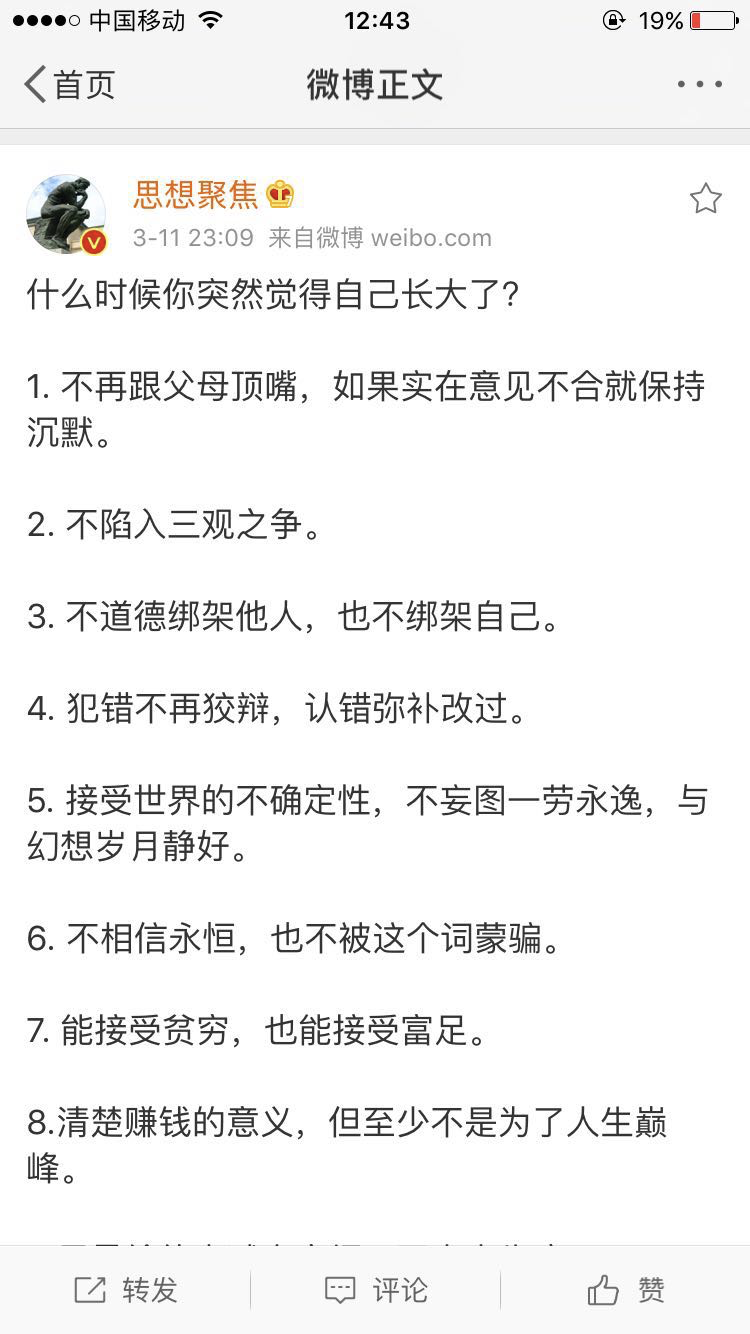 中国移动
12:43
19%
首页
微博正文
思想聚焦
3-11 23:09 来自微博 weibo.com
什么时候你突然觉得自己长大了?
1. 不再跟父母顶嘴，如果实在意见不合就保持
沉默。
2. 不陷入三观之争。
3. 不道德绑架他人，也不绑架自己。
4. 犯错不再狡辩，认错弥补改过。
5. 接受世界的不确定性，不妄图一劳永逸，与
幻想岁月静好。
6. 不相信永恒，也不被这个词蒙骗。
7. 能接受贫穷，也能接受富足。
8.清楚赚钱的意义，但至少不是为了人生巅
峰。
转发
评论
赞